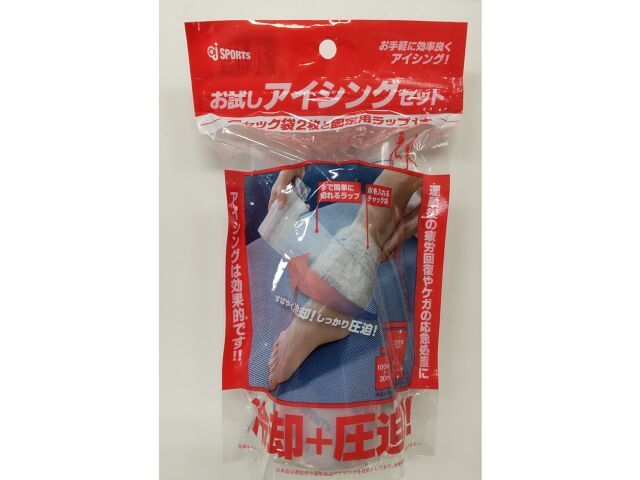 SPORTS
お手軽に効率良く
アイシング!
お試しアイシングセット
チャック袋2枚と固定用ラップ1本
手で簡単に
切れるラップ
氷を入れる
チャック袋
運動後の疲労回復やケガの応急処置に
アイシングは効果的です!!
すばやく冷却!しっかり圧迫!
冷却+圧迫!